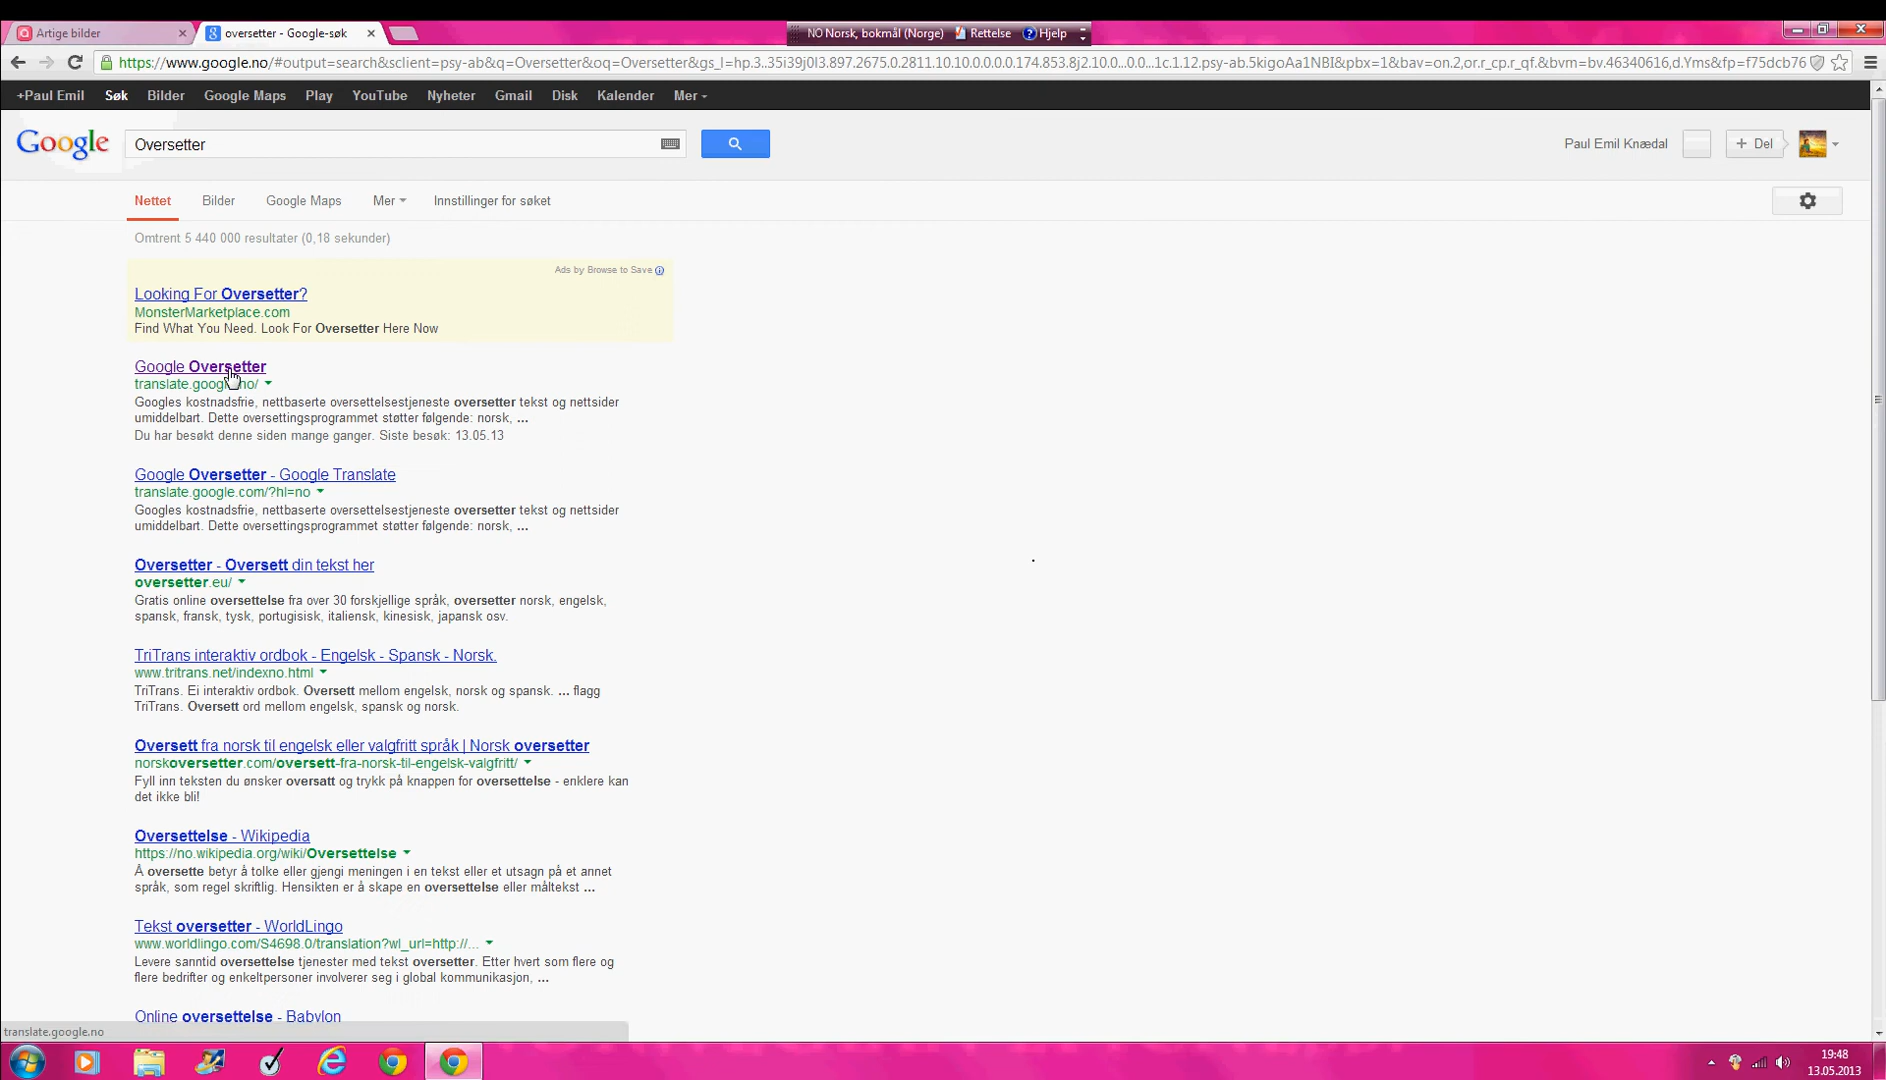 Artige bilder
oversetter - Google-søk
NO Norsk, bokmål (Norge) Rettelse Hjelp
https://www.google.no/#output=search&sclient=psy-ab&q=Oversetter&oq=Oversetter&gs_l=hp.3..35i39j0l3.897.2675.0.2811.10.10.0.0.0.0.174.853.8j2.10.0...0.0...1c.1.12.psy-ab.5kigoAa1NBI&pbx=1&bav=on.2,or.r_cp.r_qf.&bvm=bv.46340616,d.Yms&fp=f75dcb76
+Paul Emil Søk Bilder Google Maps Play YouTube Nyheter Gmail Disk Kalender Mer
Google Oversetter Paul Emil Knædal + Del
Nettet Bilder Google Maps Mer Innstillinger for søket
Omtrent 5 440 000 resultater (0,18 sekunder)
Ads by Browse to Save
Looking For Oversetter?
MonsterMarketplace.com
Find What You Need. Look For Oversetter Here Now
Google Oversetter
translate.google.no/
Googles kostnadsfrie, nettbaserte oversettelsestjeneste oversetter tekst og nettsider
umiddelbart. Dette oversettingsprogrammet støtter følgende: norsk, ...
Du har besøkt denne siden mange ganger. Siste besøk: 13.05.13
Google Oversetter - Google Translate
translate.google.com/?hl=no
Googles kostnadsfrie, nettbaserte oversettelsestjeneste oversetter tekst og nettsider
umiddelbart. Dette oversettingsprogrammet støtter følgende: norsk, ...
Oversetter - Oversett din tekst her
oversetter.eu/
Gratis online oversettelse fra over 30 forskjellige språk, oversetter norsk, engelsk,
spansk, fransk, tysk, portugisisk, italiensk, kinesisk, japansk osv.
TriTrans interaktiv ordbok - Engelsk - Spansk - Norsk.
www.tritrans.net/indexno.html
TriTrans. Ei interaktiv ordbok. Oversett mellom engelsk, norsk og spansk. ... flagg
TriTrans. Oversett ord mellom engelsk, spansk og norsk.
Oversett fra norsk til engelsk eller valgfritt språk | Norsk oversetter
norskoversetter.com/oversett-fra-norsk-til-engelsk-valgfritt/
Fyll inn teksten du ønsker oversatt og trykk på knappen for oversettelse - enklere kan
det ikke bli!
Oversettelse - Wikipedia
https://no.wikipedia.org/wiki/Oversettelse
Å oversette betyr å tolke eller gjengi meningen i en tekst eller et utsagn på et annet
språk, som regel skriftlig. Hensikten er å skape en oversettelse eller måltekst ...
Tekst oversetter - WorldLingo
www.worldlingo.com/S4698.0/translation?wl_url=http://...
Levere sanntid oversettelse tjenester med tekst oversetter. Etter hvert som flere og
flere bedrifter og enkeltpersoner involverer seg i global kommunikasjon, ...
Online oversettelse - Babylon
translate.google.no
19:48
13.05.2013